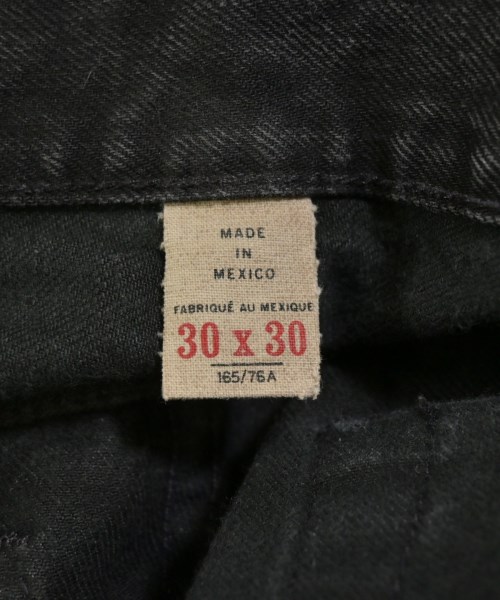 MADE
IN
MEXICO
FABRIQUÉ AU MEXIQUE
30 x 30
165/76A